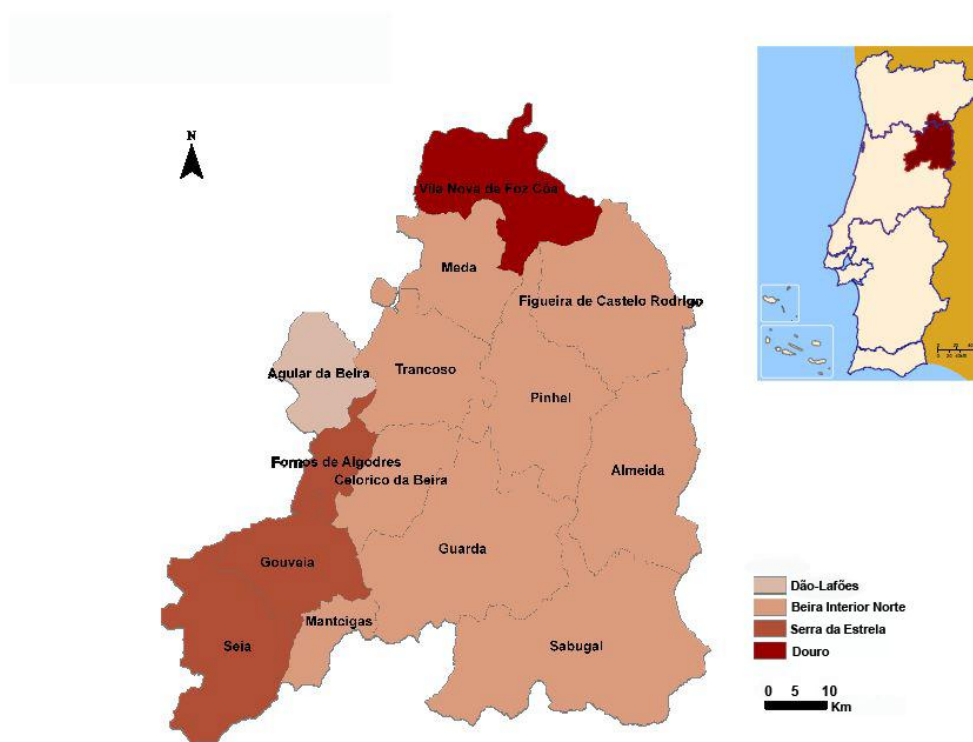 N
Vila Nova de Foz Côa
Meda
Figueira de Castelo Rodrigo
Aguiar da Beira
Trancoso
Pinhel
Fornos de Algodres
Celorico da Beira
Almeida
Guarda
Gouveia
Mantcigas
Seia
Sabugal
Dão-Lafões
Beira Interior Norte
Serra da Estrela
Douro
0 5 10
Km